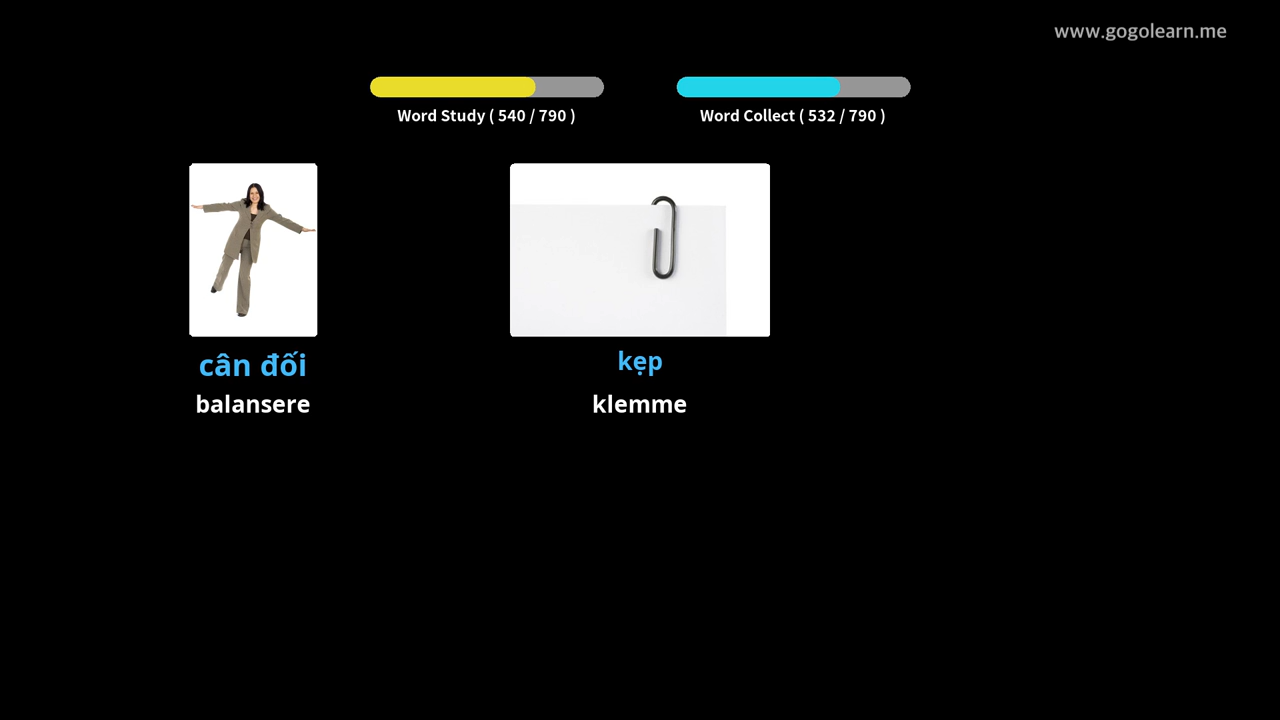 www.gogolearn.me
Word Study ( 540 / 790 )
Word Collect ( 532 / 790 )
cân đối
balansere
kẹp
klemme